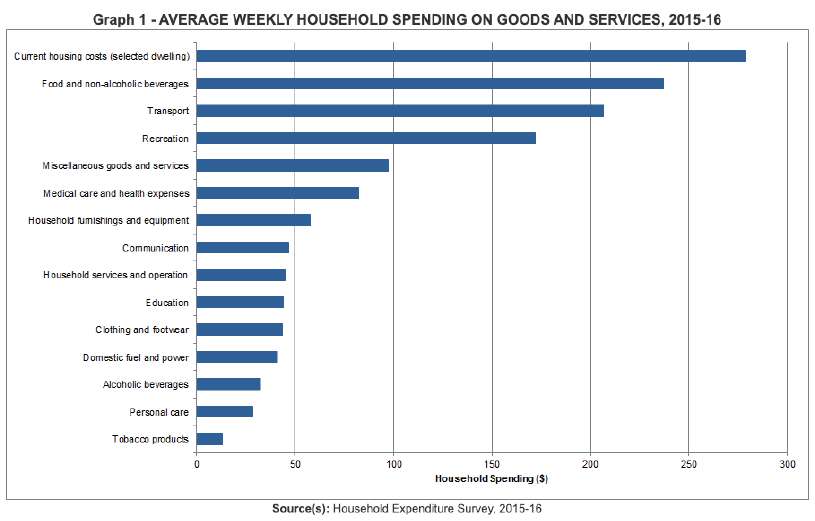 Graph 1 - AVERAGE WEEKLY HOUSEHOLD SPENDING ON GOODS AND SERVICES, 2015-16
Current housing costs (selected dwelling)
Food and non-alcoholic beverages
Transport
Recreation
Miscellaneous goods and services
Medical care and health expenses
Household furnishings and equipment
Communication
Household services and operation
Education
Clothing and footwear
Domestic fuel and power
Alcoholic beverages
Personal care
Tobacco products
0 50 100 150 200 250 300
Household Spending ($)
Source(s): Household Expenditure Survey, 2015-16